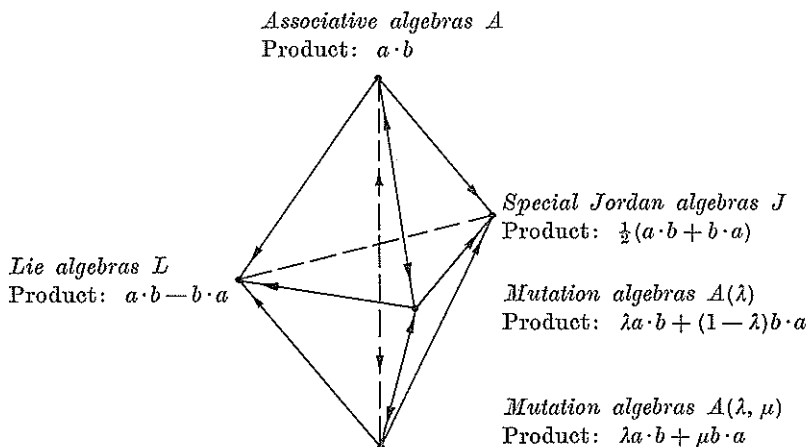 Associative algebras A
Product: a·b
Special Jordan algebras J
Product: ½(a·b + b·a)
Lie algebras L
Product: a·b — b·a
Mutation algebras A(λ)
Product: λa·b + (1 — λ)b·a
Mutation algebras A(λ, μ)
Product: λa·b + μb·a